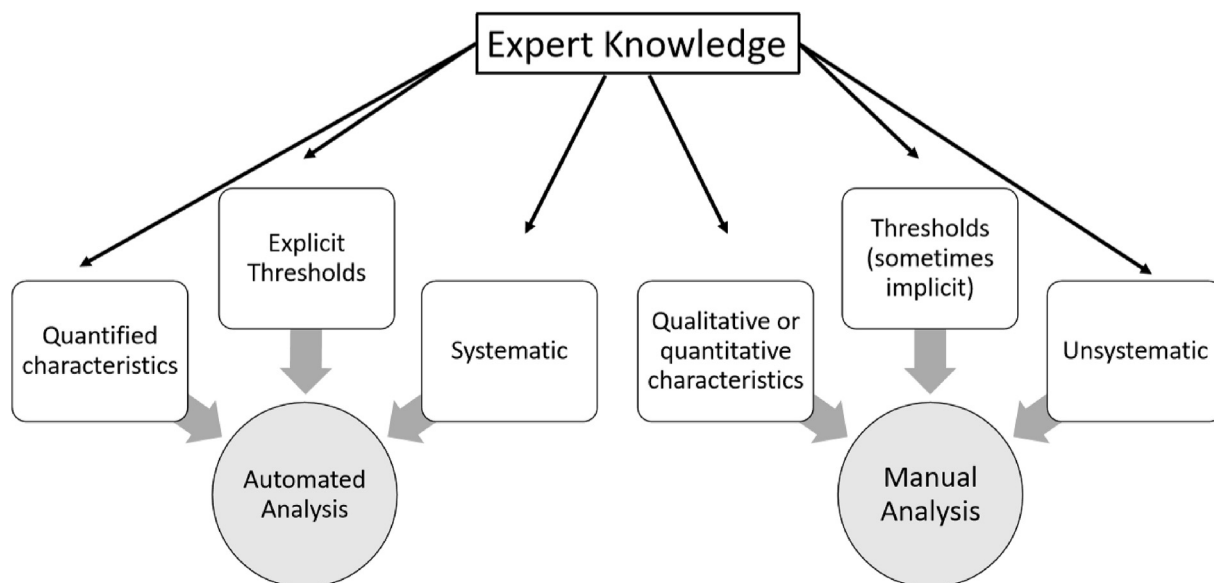 Expert Knowledge
Explicit
Thresholds
Thresholds
(sometimes
implicit)
Quantified
characteristics
Systematic
Qualitative or
quantitative
characteristics
Unsystematic
Automated
Analysis
Manual
Analysis